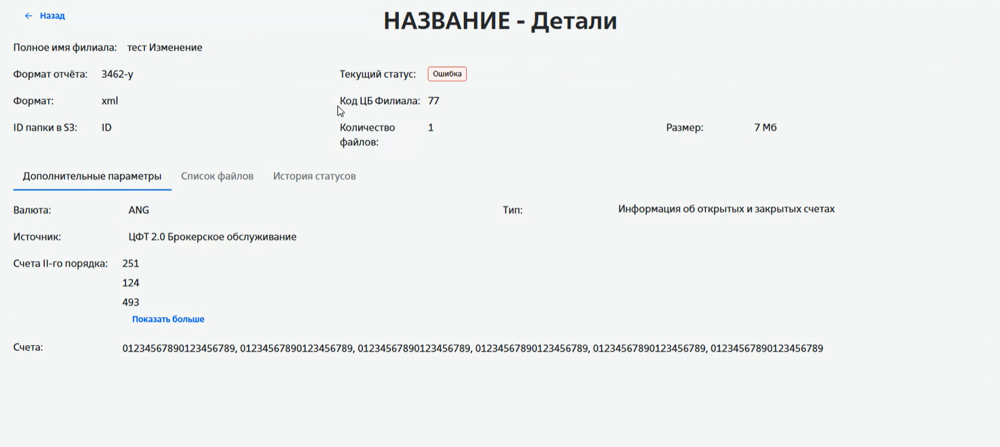 ← Назад
НАЗВАНИЕ - Детали
Полное имя филиала: тест Изменение
Формат отчёта: 3462-у
Текущий статус: Ошибка
Формат: xml
Код ЦБ Филиала: 77
ID папки в S3: ID
Количество файлов: 1
Размер: 7 Мб
Дополнительные параметры Список файлов История статусов
Валюта: ANG
Тип: Информация об открытых и закрытых счетах
Источник: ЦФТ 2.0 Брокерское обслуживание
Счета II-го порядка: 251
124
493
Показать больше
Счета: 01234567890123456789, 01234567890123456789, 01234567890123456789, 01234567890123456789, 01234567890123456789, 01234567890123456789